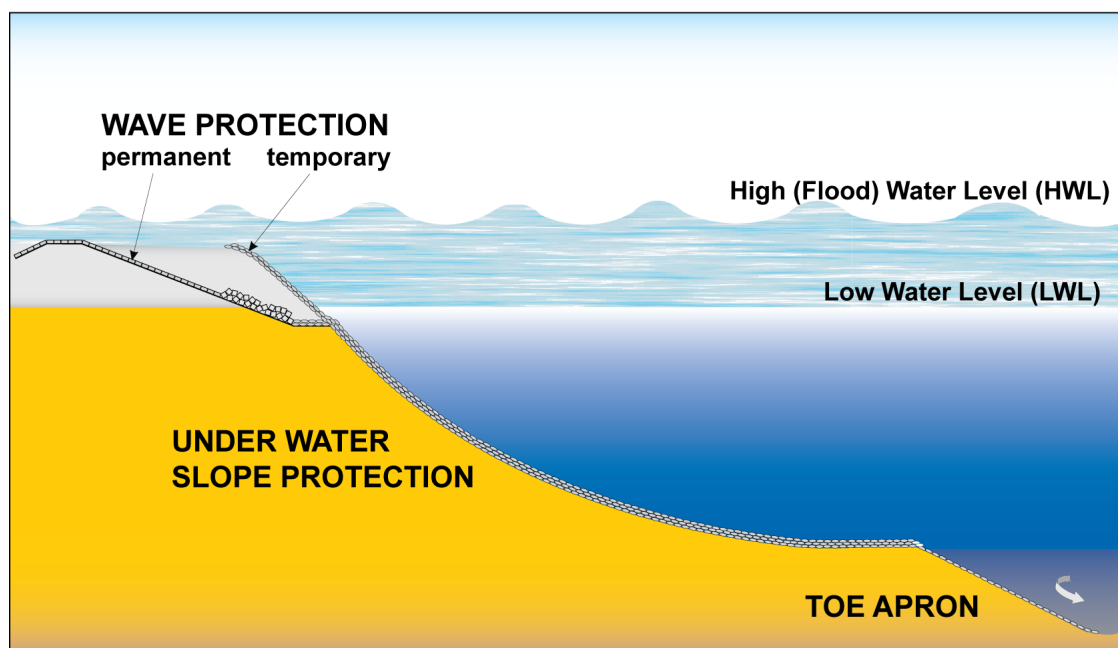 WAVE PROTECTION
permanent temporary
High (Flood) Water Level (HWL)
Low Water Level (LWL)
UNDER WATER
SLOPE PROTECTION
TOE APRON